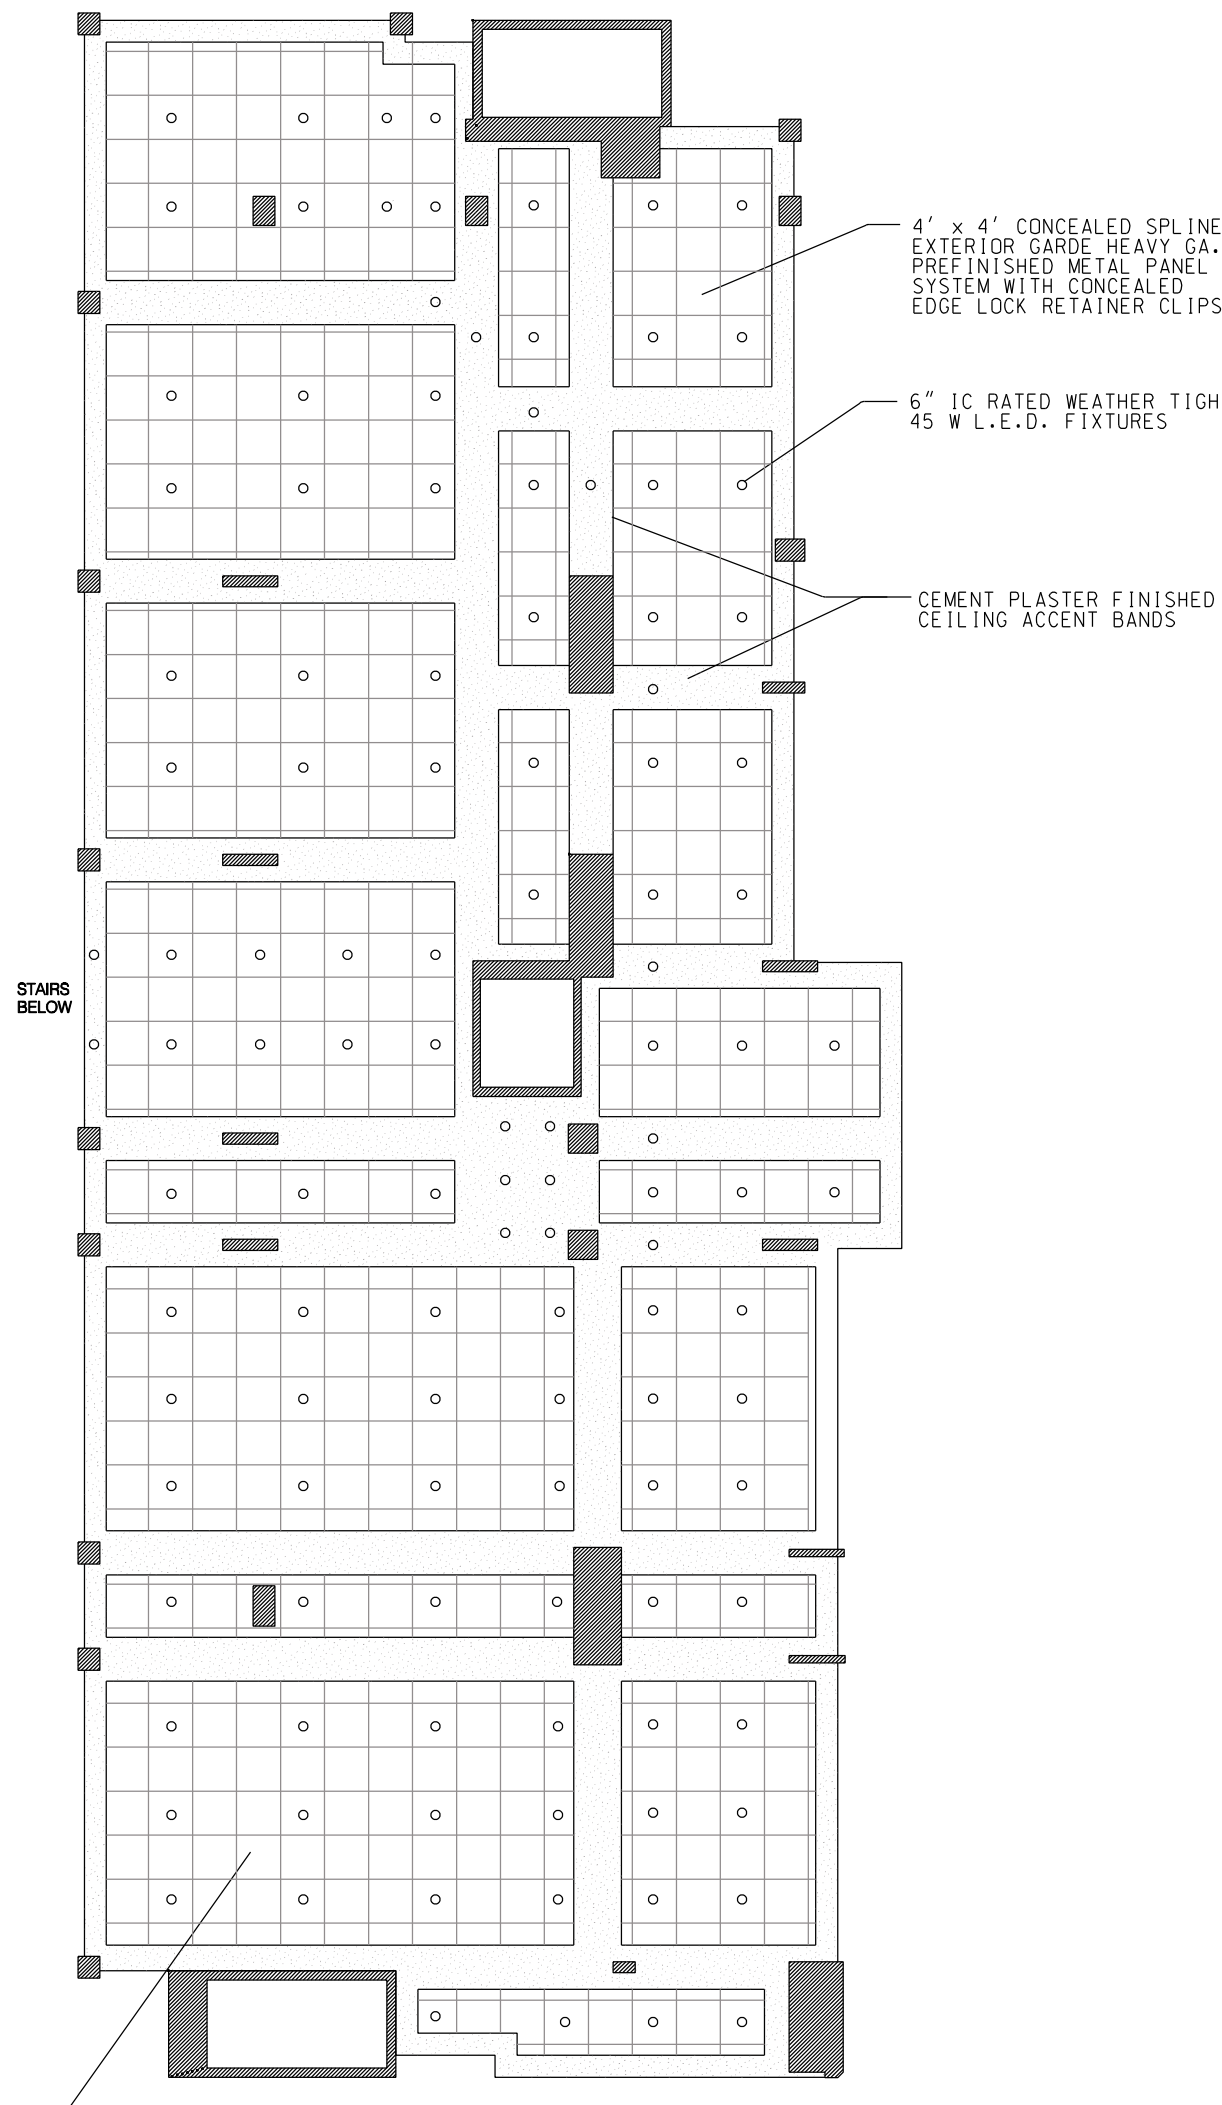 4' x 4' CONCEALED SPLINE
EXTERIOR GARDE HEAVY GA.
PREFINISHED METAL PANEL
SYSTEM WITH CONCEALED
EDGE LOCK RETAINER CLIPS
6" IC RATED WEATHER TIGH
45 W L.E.D. FIXTURES
CEMENT PLASTER FINISHED
CEILING ACCENT BANDS
STAIRS
BELOW